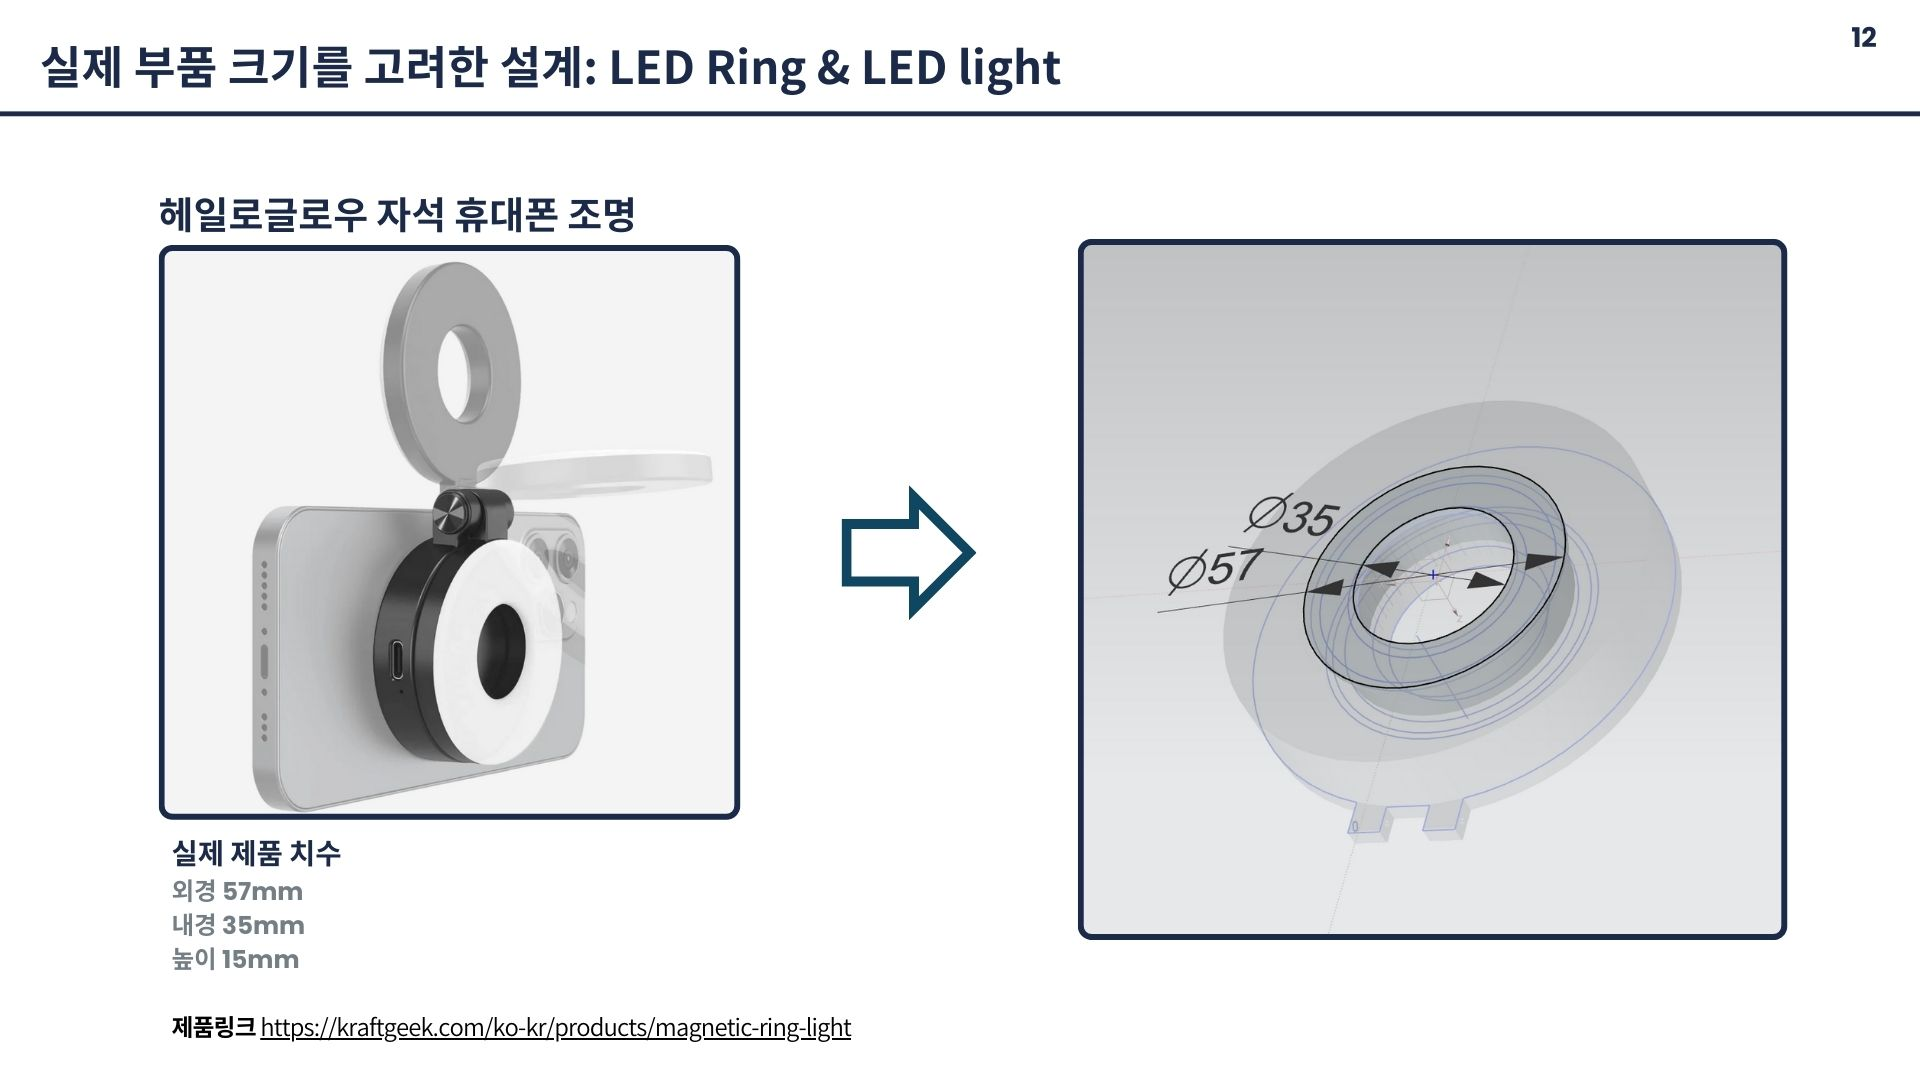 12
실제 부품 크기를 고려한 설계: LED Ring & LED light
헤일로글로우 자석 휴대폰 조명
∅35
∅57
실제 제품 치수
외경 57mm
내경 35mm
높이 15mm
제품링크 https://kraftgeek.com/ko-kr/products/magnetic-ring-light